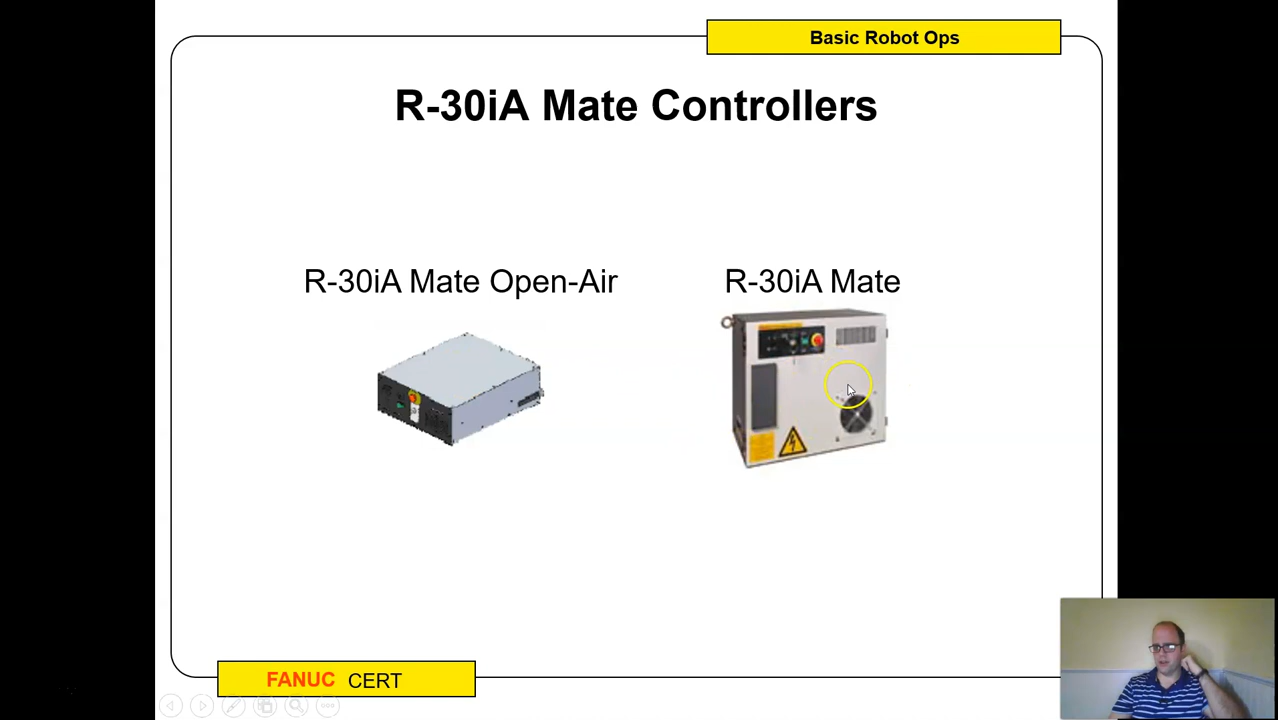 Basic Robot Ops
R-30iA Mate Controllers
R-30iA Mate Open-Air
R-30iA Mate
FANUC CERT